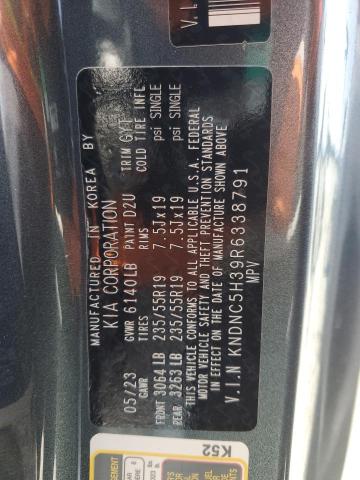 MANUFACTURED IN KOREA BY
KIA CORPORATION
05/23 GVWR 6140LB PAINT D2U TRIM GYT
GAWR TIRES RIMS COLD TIRE INFL
FRONT 3064 LB 235/55R19 7.5Jx19 psi SINGLE
REAR 3263 LB 235/55R19 7.5Jx19 psi SINGLE
THIS VEHICLE CONFORMS TO ALL APPLICABLE U.S.A. FEDERAL
MOTOR VEHICLE SAFETY AND THEFT PREVENTION STANDARDS
IN EFFECT ON THE DATE OF MANUFACTURE SHOWN ABOVE
V.I.N KNDNC5H39R6338791
MPV
K52
V.I.